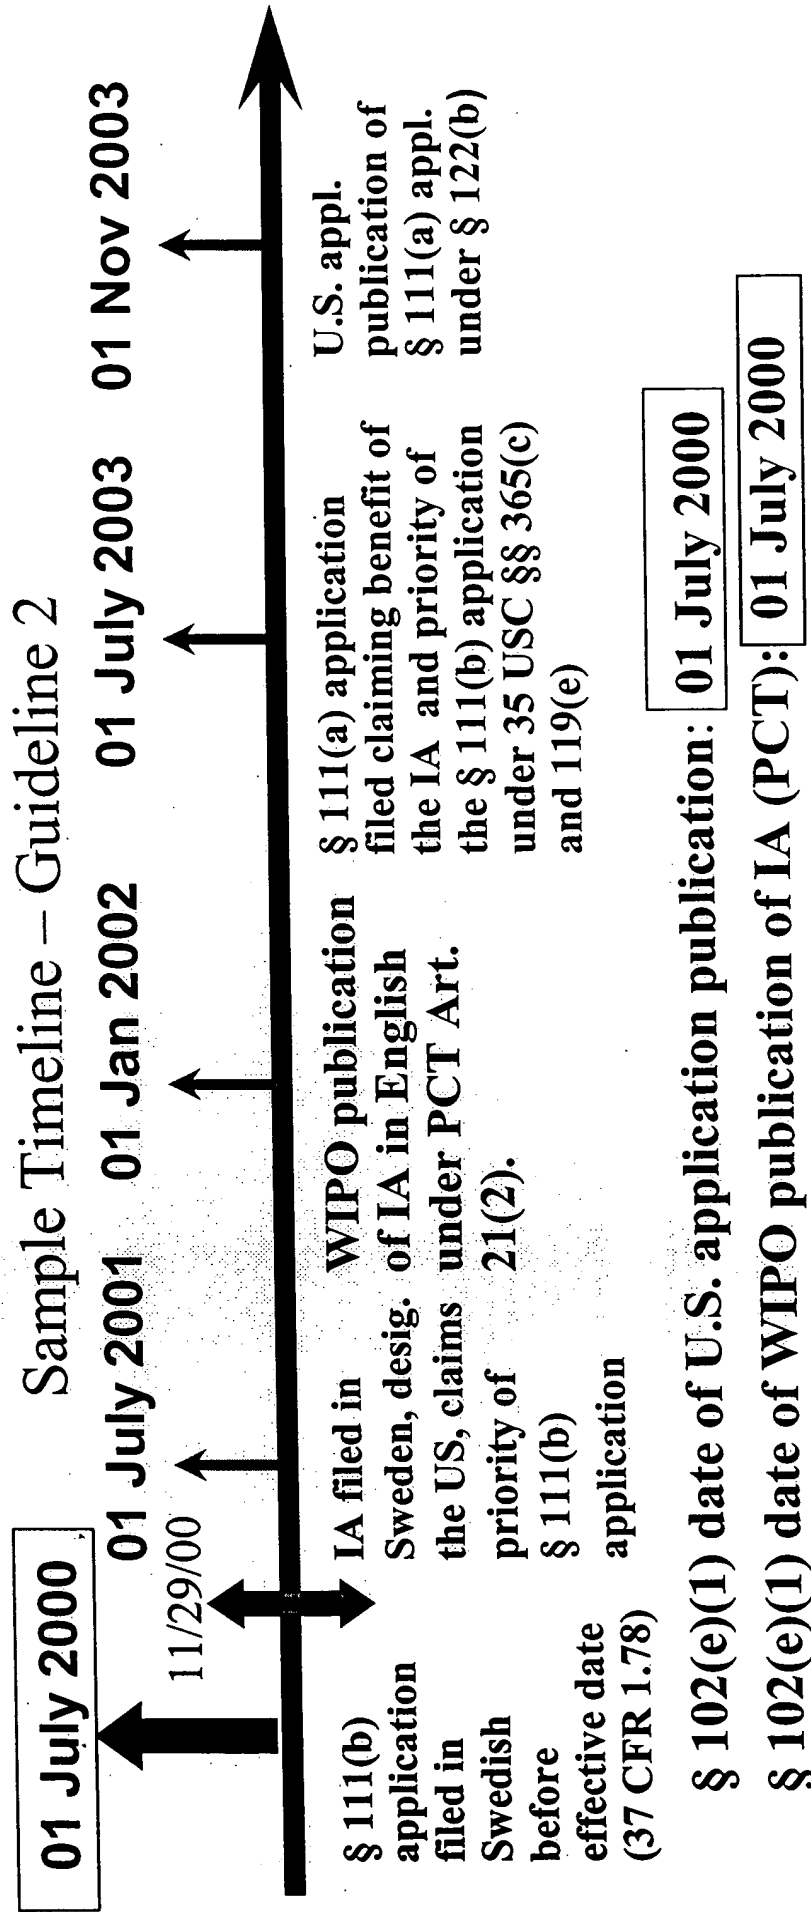 Sample Timeline – Guideline 2
01 July 2000
01 July 2001
01 Jan 2002
01 July 2003
01 Nov 2003
11/29/00
§ 111(b)
application
filed in
Swedish
before
effective date
(37 CFR 1.78)
IA filed in
Sweden, desig.
the US, claims
priority of
§ 111(b)
application
WIPO publication
of IA in English
under PCT Art.
21(2).
§ 111(a) application
filed claiming benefit of
the IA and priority of
the § 111(b) application
under 35 USC §§ 365(c)
and 119(e)
U.S. appl.
publication of
§ 111(a) appl.
under § 122(b)
§ 102(e)(1) date of U.S. application publication: 01 July 2000
§ 102(e)(1) date of WIPO publication of IA (PCT): 01 July 2000